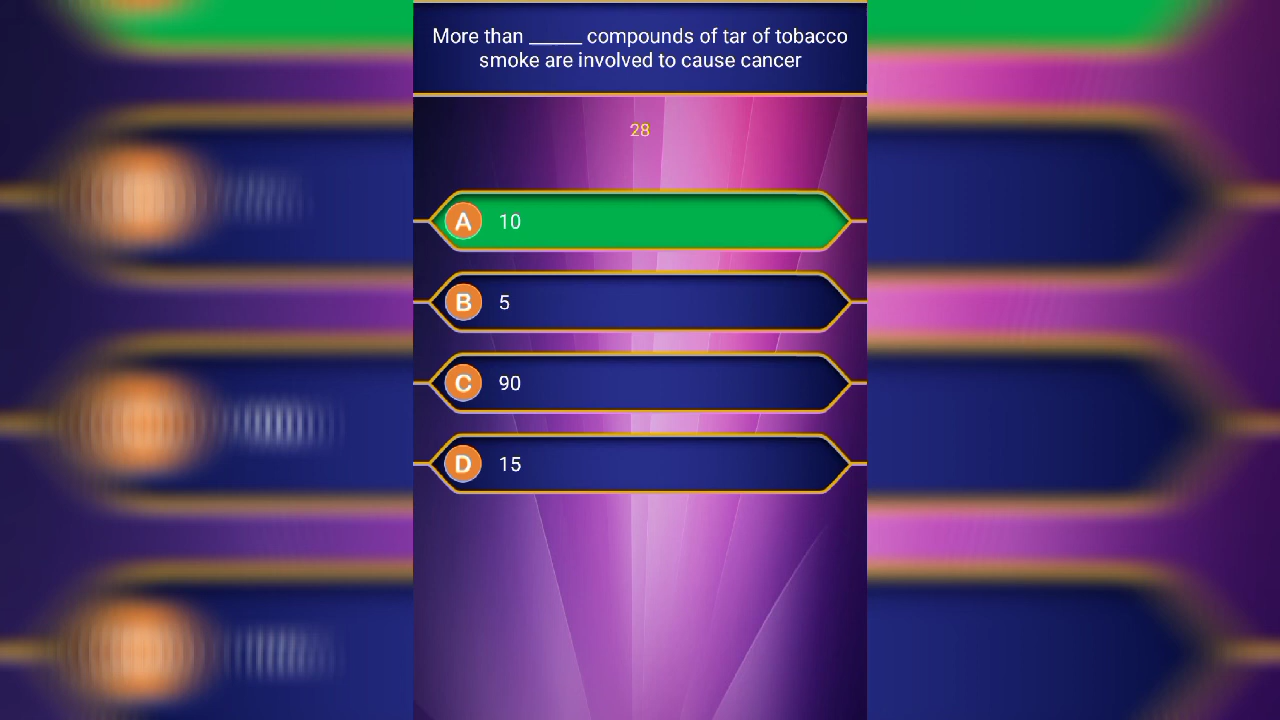 More than _____ compounds of tar of tobacco
smoke are involved to cause cancer
28
A 10
B 5
C 90
D 15